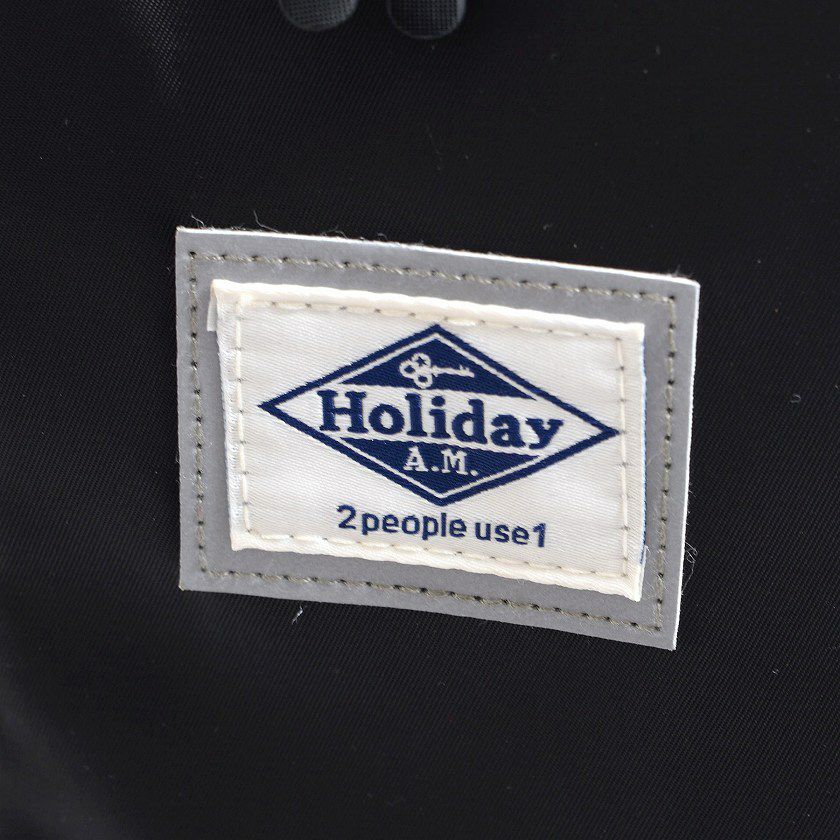 Holiday
A.M.
2people use1